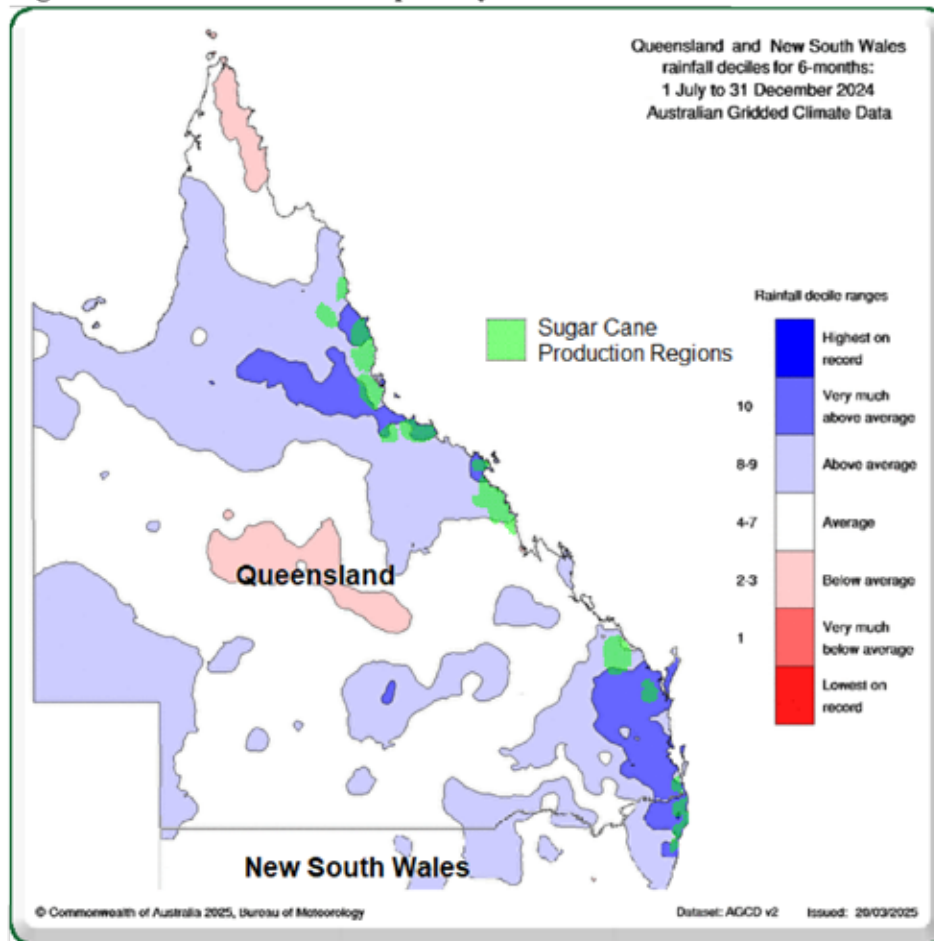 Queensland and New South Wales
rainfall deciles for 6-months:
1 July to 31 December 2024
Australian Gridded Climate Data
Rainfall decile ranges
Sugar Cane
Production Regions
Highest on
record
10
Very much
above average
8-9
Above average
4-7
Average
2-3
Below average
1
Very much
below average
Lowest on
record
Queensland
New South Wales
© Commonwealth of Australia 2025, Bureau of Meteorology
Dataset: AGCD v2
Issued: 20/03/2025